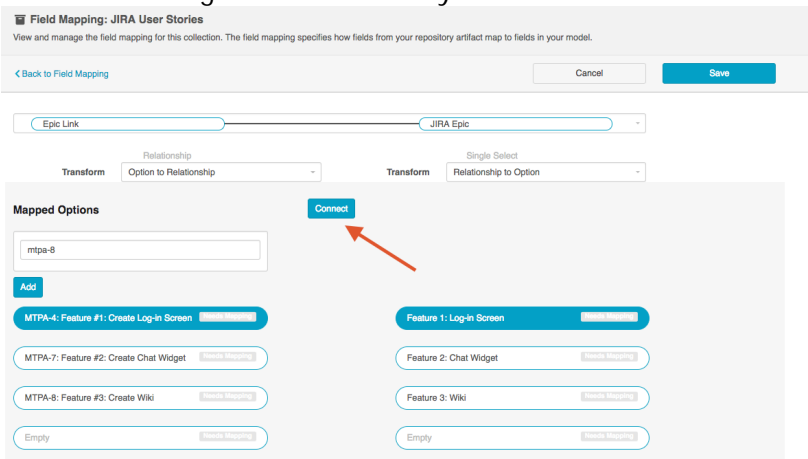 Field Mapping: JIRA User Stories
View and manage the field mapping for this collection. The field mapping specifies how fields from your repository artifact map to fields in your model.
Back to Field Mapping
Cancel
Save
Epic Link
JIRA Epic
Relationship
Single Select
Transform
Option to Relationship
Transform
Relationship to Option
Mapped Options
Connect
mtpa-8
Add
MTPA-4: Feature #1: Create Log-in Screen Needs Mapping
Feature 1: Log-in Screen Needs Mapping
MTPA-7: Feature #2: Create Chat Widget Needs Mapping
Feature 2: Chat Widget Needs Mapping
MTPA-8: Feature #3: Create Wiki Needs Mapping
Feature 3: Wiki Needs Mapping
Empty Needs Mapping
Empty Needs Mapping